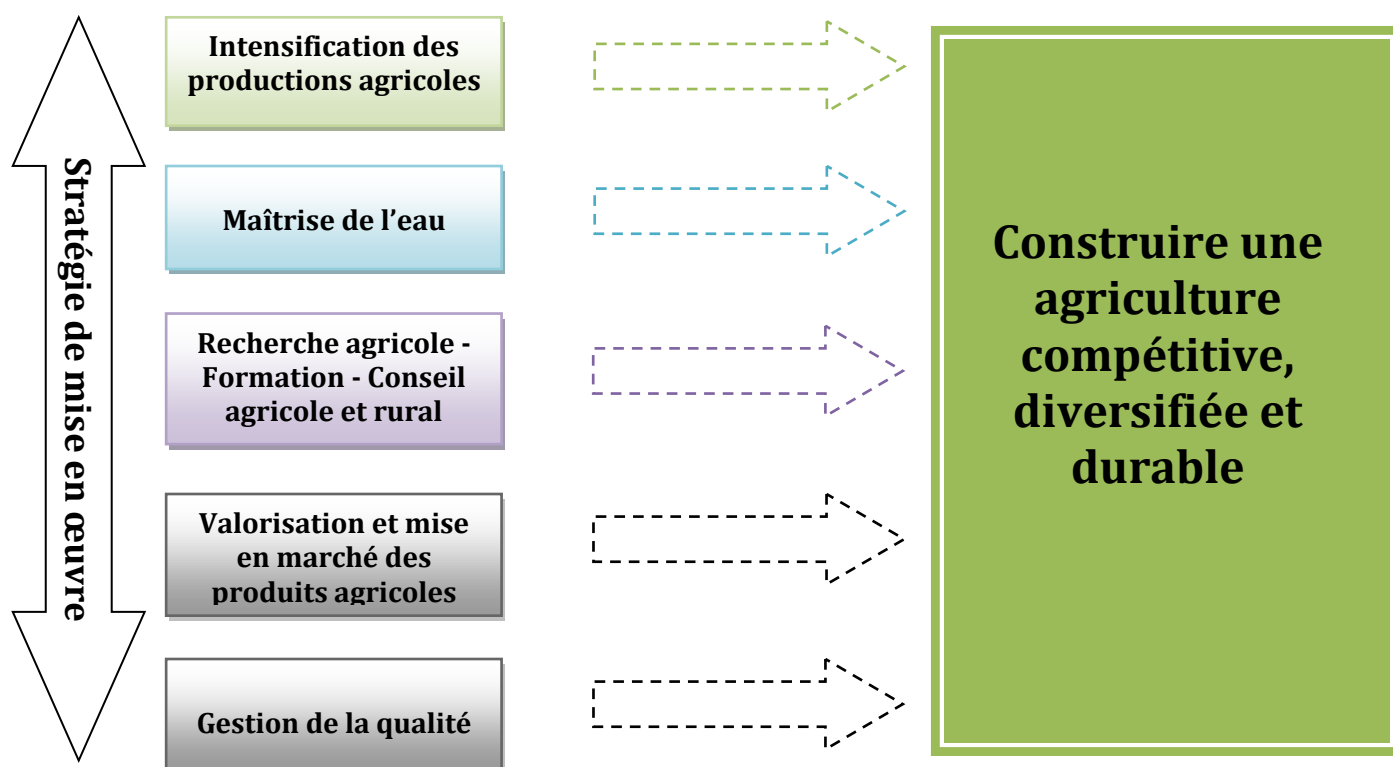 Stratégie de mise en œuvre
Intensification des
productions agricoles
Maîtrise de l’eau
Recherche agricole -
Formation - Conseil
agricole et rural
Valorisation et mise
en marché des
produits agricoles
Gestion de la qualité
Construire une
agriculture
compétitive,
diversifiée et
durable